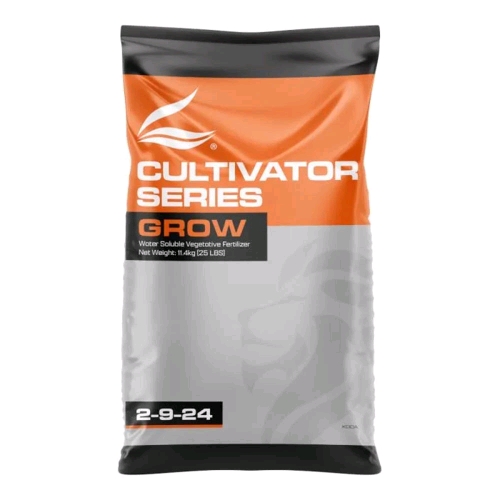 ®
CULTIVATOR
SERIES
GROW
Water Soluble Vegetative Fertilizer
Net Weight: 11.4kg [25 LBS]
2-9-24